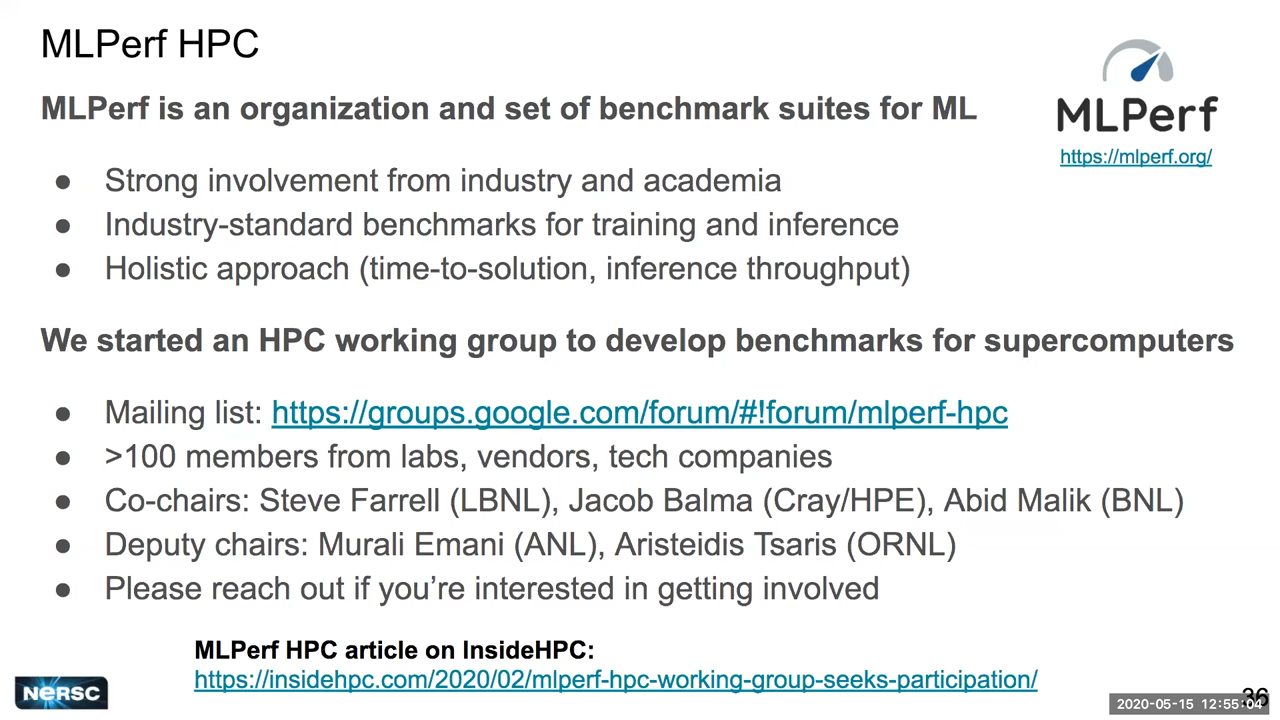 MLPerf HPC
MLPerf is an organization and set of benchmark suites for ML
MLPerf
https://mlperf.org/
● Strong involvement from industry and academia
● Industry-standard benchmarks for training and inference
● Holistic approach (time-to-solution, inference throughput)
We started an HPC working group to develop benchmarks for supercomputers
● Mailing list: https://groups.google.com/forum/#!forum/mlperf-hpc
● >100 members from labs, vendors, tech companies
● Co-chairs: Steve Farrell (LBNL), Jacob Balma (Cray/HPE), Abid Malik (BNL)
● Deputy chairs: Murali Emani (ANL), Aristeidis Tsaris (ORNL)
● Please reach out if you’re interested in getting involved
MLPerf HPC article on InsideHPC:
https://insidehpc.com/2020/02/mlperf-hpc-working-group-seeks-participation/
NERSC
36
2020-05-15 12:55:04